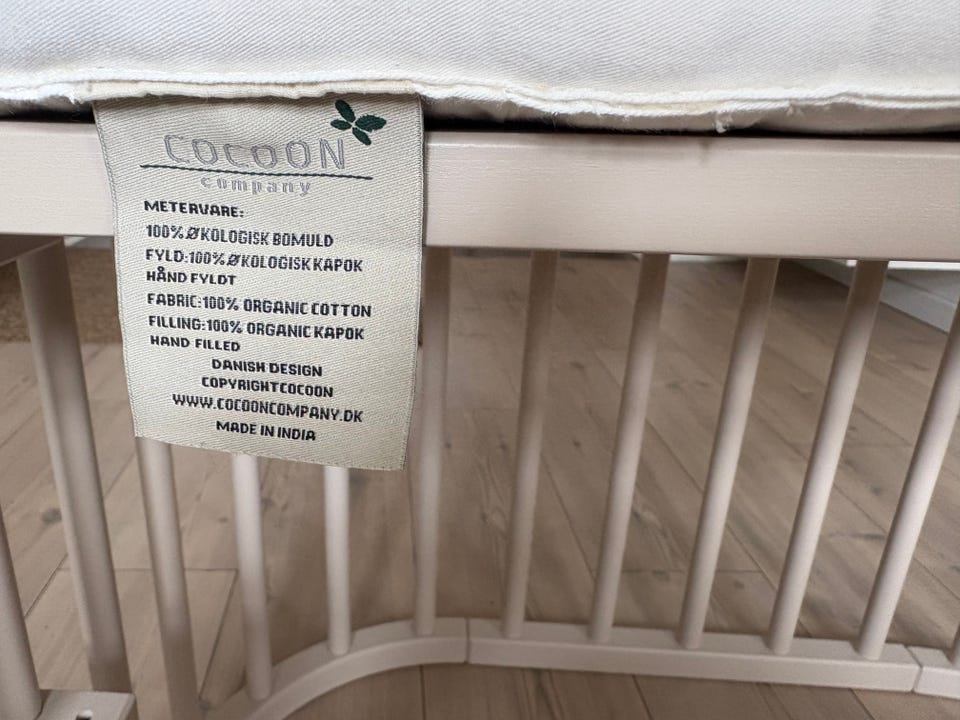 COCOON
company
METERVARE:
100% ØKOLOGISK BOMULD
FYLD:100% ØKOLOGISK KAPOK
HÅND FYLDT
FABRIC:100% ORGANIC COTTON
FILLING:100% ORGANIC KAPOK
HAND FILLED
DANISH DESIGN
COPYRIGHTCOCOON
WWW.COCOONCOMPANY.DK
MADE IN INDIA